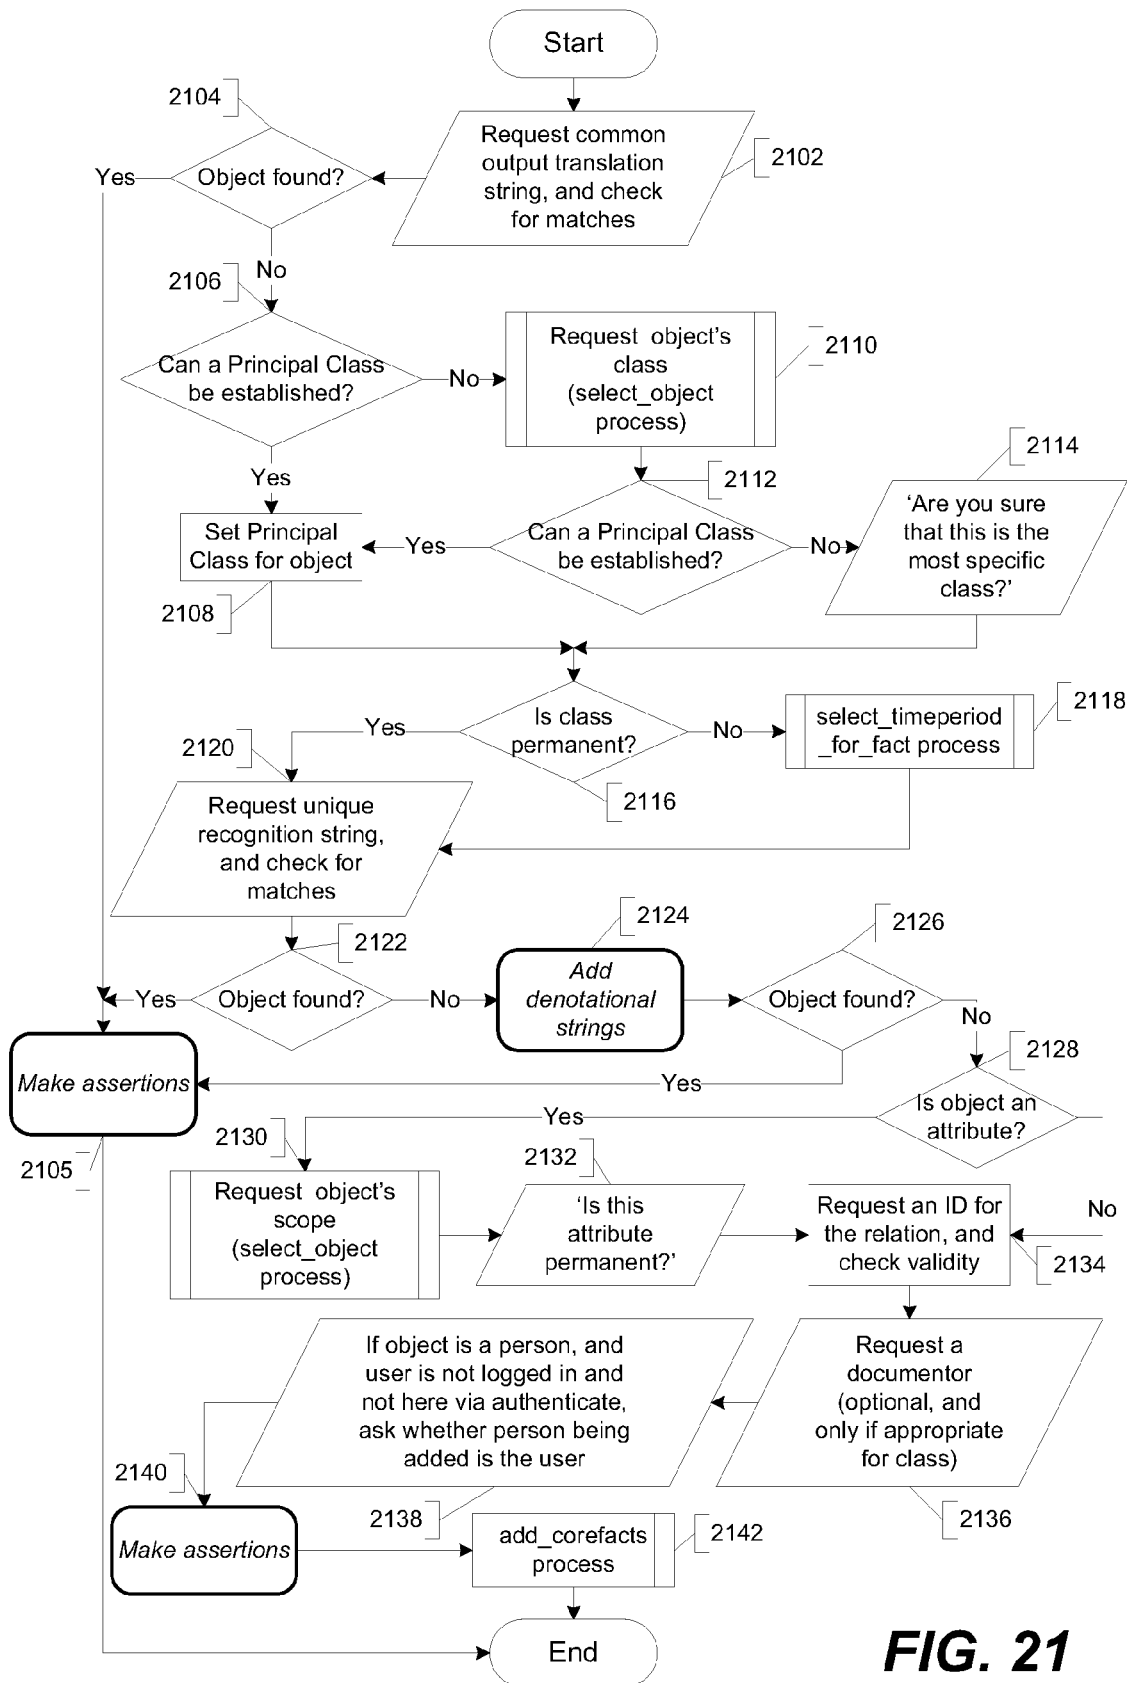 Start
2104
Request common
output translation
string, and check
for matches
2102
Yes
Object found?
No
2106
Can a Principal Class
be established?
No
Request object's
class
(select_object
process)
2110
Yes
2112
2114
Set Principal
Class for object
Yes
Can a Principal Class
be established?
No
'Are you sure
that this is the
most specific
class?'
2108
Yes
Is class
permanent?
No
select_timeperiod
_for_fact process
2118
2120
2116
Request unique
recognition string,
and check for
matches
2122
2124
2126
Yes
Object found?
No
Add
denotational
strings
Object found?
No
2128
Make assertions
Yes
Yes
Is object an
attribute?
2105
2130
2132
Request object's
scope
(select_object
process)
'Is this
attribute
permanent?'
Request an ID for
the relation, and
check validity
No
2134
If object is a person, and
user is not logged in and
not here via authenticate,
ask whether person being
added is the user
Request a
documentor
(optional, and
only if appropriate
for class)
2140
2138
2136
Make assertions
add_corefacts
process
2142
End
FIG. 21